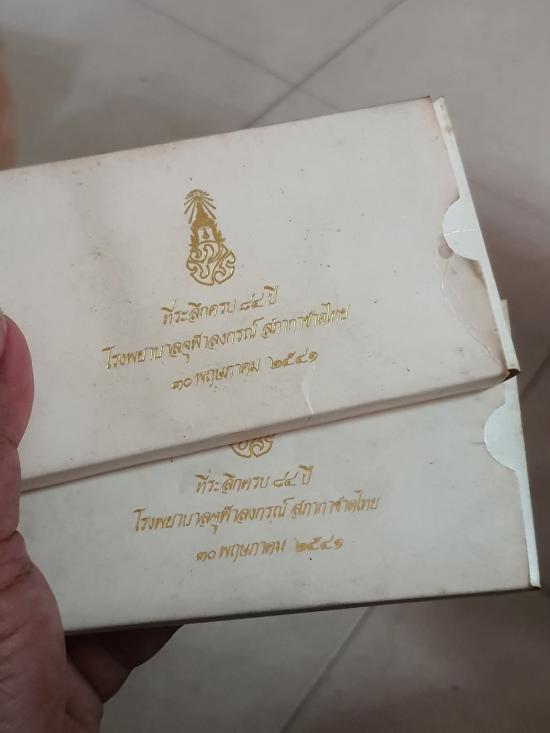 ที่ระลึกครบ ๘๔ ปี
โรงพยาบาลจุฬาลงกรณ์ สภากาชาดไทย
๓๐ พฤษภาคม ๒๕๔๑
ที่ระลึกครบ ๘๔ ปี
โรงพยาบาลจุฬาลงกรณ์ สภากาชาดไทย
๓๐ พฤษภาคม ๒๕๔๑